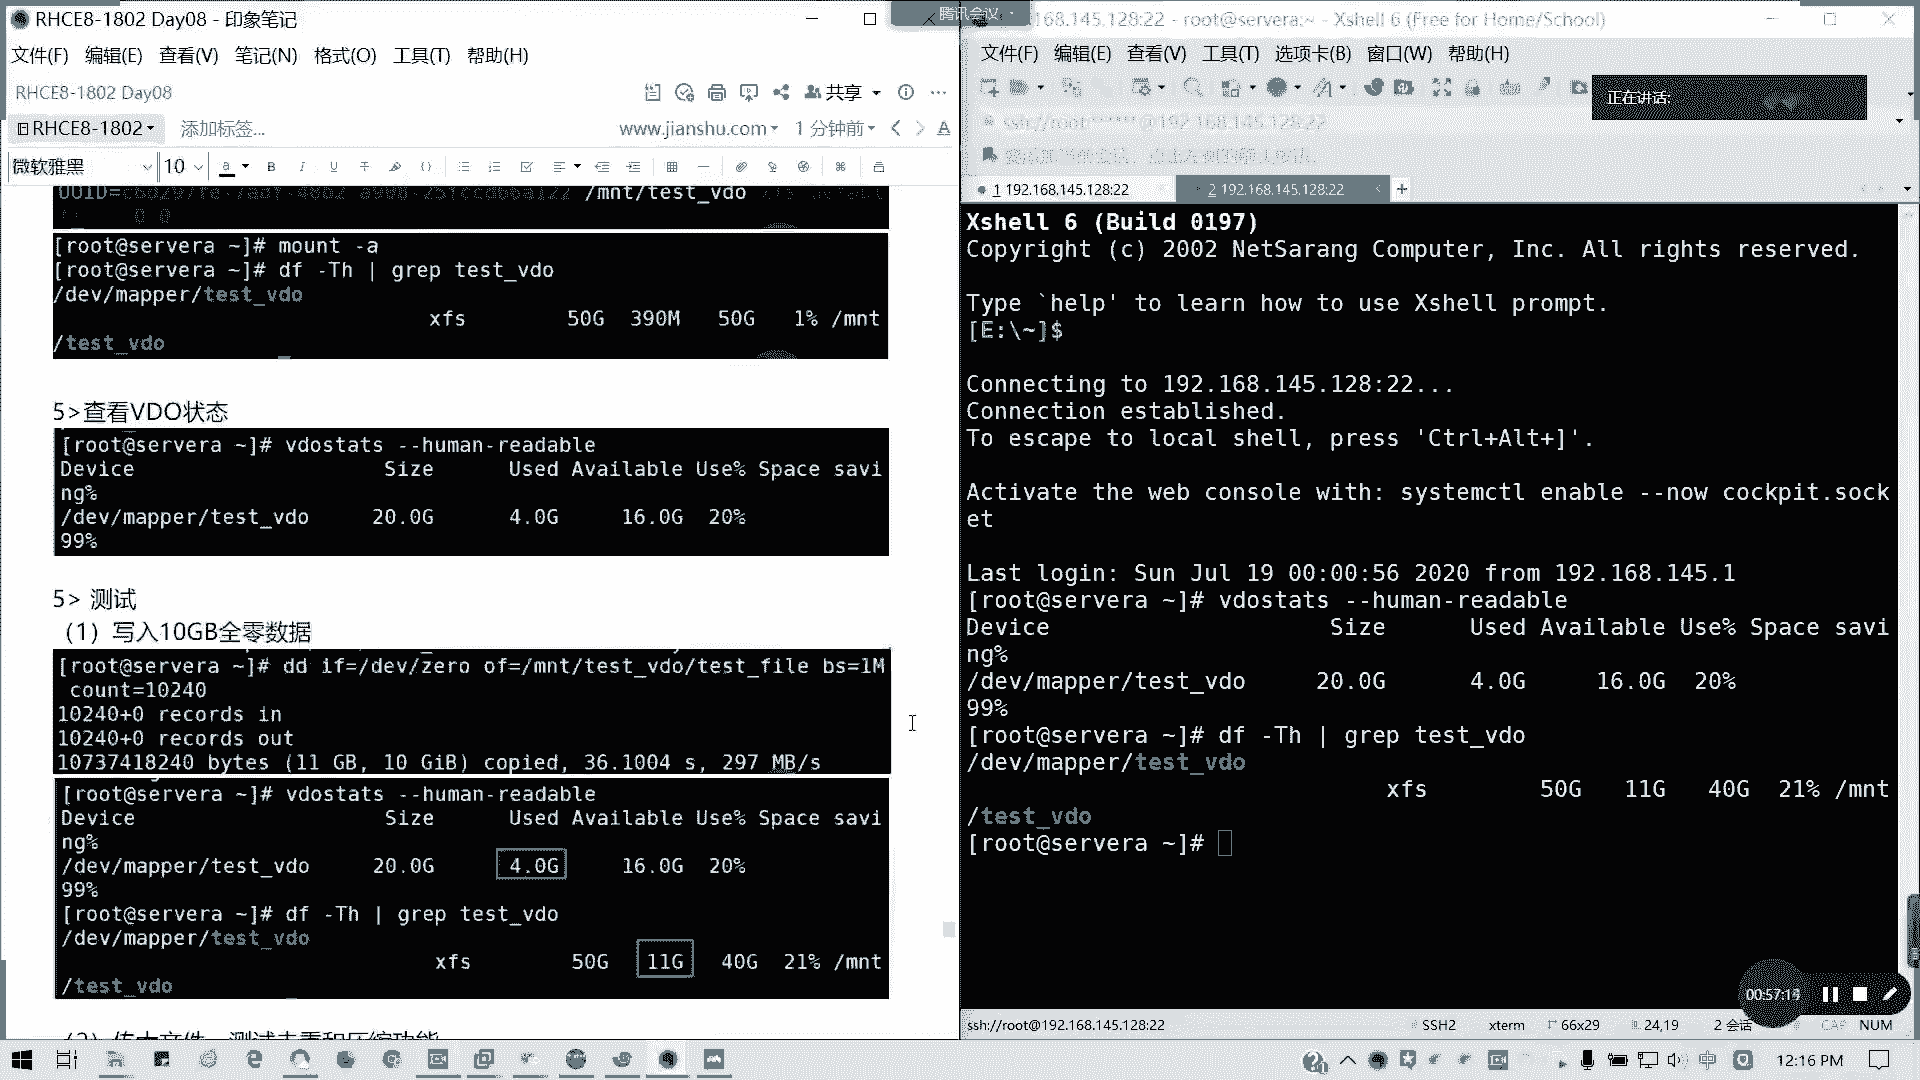 RHCE8-1802 Day08 - 印象笔记
文件(F) 编辑(E) 查看(V) 笔记(N) 格式(O) 工具(T) 帮助(H)
RHCE8-1802 Day08
共享
RHCE8-1802
添加标签...
www.jianshu.com
1 分钟前
微软雅黑
10
/mnt/test_vdo
0 0
[root@servera ~]# mount -a
[root@servera ~]# df -Th | grep test_vdo
/dev/mapper/test_vdo
xfs 50G 390M 50G 1% /mnt
/test_vdo
5>查看VDO状态
[root@servera ~]# vdostats --human-readable
Device Size Used Available Use% Space savi
ng%
/dev/mapper/test_vdo 20.0G 4.0G 16.0G 20%
99%
5> 测试
（1）写入10GB全零数据
[root@servera ~]# dd if=/dev/zero of=/mnt/test_vdo/test_file bs=1M
count=10240
10240+0 records in
10240+0 records out
10737418240 bytes (11 GB, 10 GiB) copied, 36.1004 s, 297 MB/s
[root@servera ~]# vdostats --human-readable
Device Size Used Available Use% Space savi
ng%
/dev/mapper/test_vdo 20.0G 4.0G 16.0G 20%
99%
[root@servera ~]# df -Th | grep test_vdo
/dev/mapper/test_vdo
xfs 50G 11G 40G 21% /mnt
/test_vdo
腾讯会议
168.145.128:22 - root@servera:~ - Xshell 6 (Free for Home/School)
文件(F) 编辑(E) 查看(V) 工具(T) 选项卡(B) 窗口(W) 帮助(H)
正在讲话:
1 192.168.145.128:22
2 192.168.145.128:22
Xshell 6 (Build 0197)
Copyright (c) 2002 NetSarang Computer, Inc. All rights reserved.
Type `help' to learn how to use Xshell prompt.
[E:\~]$
Connecting to 192.168.145.128:22...
Connection established.
To escape to local shell, press 'Ctrl+Alt+]'.
Activate the web console with: systemctl enable --now cockpit.sock
et
Last login: Sun Jul 19 00:00:56 2020 from 192.168.145.1
[root@servera ~]# vdostats --human-readable
Device Size Used Available Use% Space savi
ng%
/dev/mapper/test_vdo 20.0G 4.0G 16.0G 20%
99%
[root@servera ~]# df -Th | grep test_vdo
/dev/mapper/test_vdo
xfs 50G 11G 40G 21% /mnt
/test_vdo
[root@servera ~]#
ssh://root@192.168.145.128:22
SSH2 xterm 66x29 24,19 2 会话 CAP NUM
中
12:16 PM